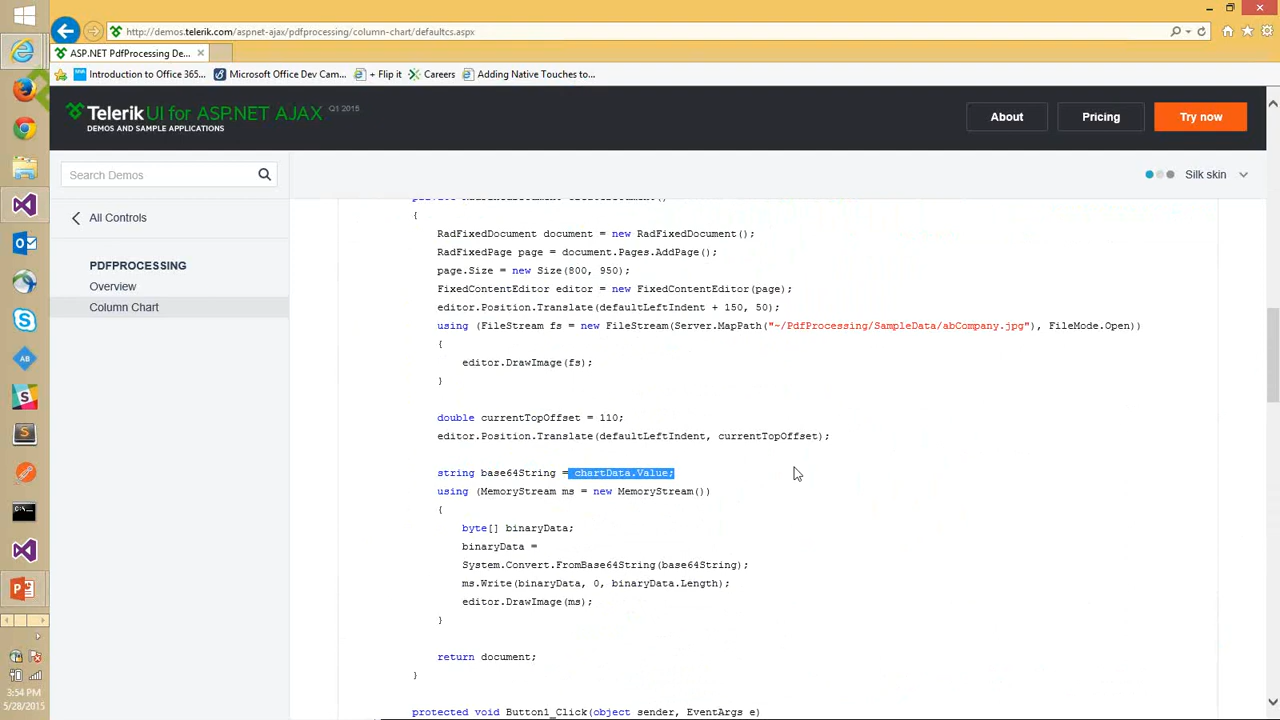 http://demos.telerik.com/aspnet-ajax/pdfprocessing/column-chart/defaultcs.aspx
ASP.NET PdfProcessing De...
Introduction to Office 365...
Microsoft Office Dev Cam...
+ Flip it
Careers
Adding Native Touches to...
Telerik UI for ASP.NET AJAX Q1 2015
DEMOS AND SAMPLE APPLICATIONS
About
Pricing
Try now
Search Demos
Silk skin
All Controls
PDFPROCESSING
Overview
Column Chart
{
RadFixedDocument document = new RadFixedDocument();
RadFixedPage page = document.Pages.AddPage();
page.Size = new Size(800, 950);
FixedContentEditor editor = new FixedContentEditor(page);
editor.Position.Translate(defaultLeftIndent + 150, 50);
using (FileStream fs = new FileStream(Server.MapPath("~/PdfProcessing/SampleData/abCompany.jpg"), FileMode.Open))
{
editor.DrawImage(fs);
}
double currentTopOffset = 110;
editor.Position.Translate(defaultLeftIndent, currentTopOffset);
string base64String = chartData.Value;
using (MemoryStream ms = new MemoryStream())
{
byte[] binaryData;
binaryData =
System.Convert.FromBase64String(base64String);
ms.Write(binaryData, 0, binaryData.Length);
editor.DrawImage(ms);
}
return document;
}
protected void Button1_Click(object sender, EventArgs e)
3:54 PM
5/28/2015